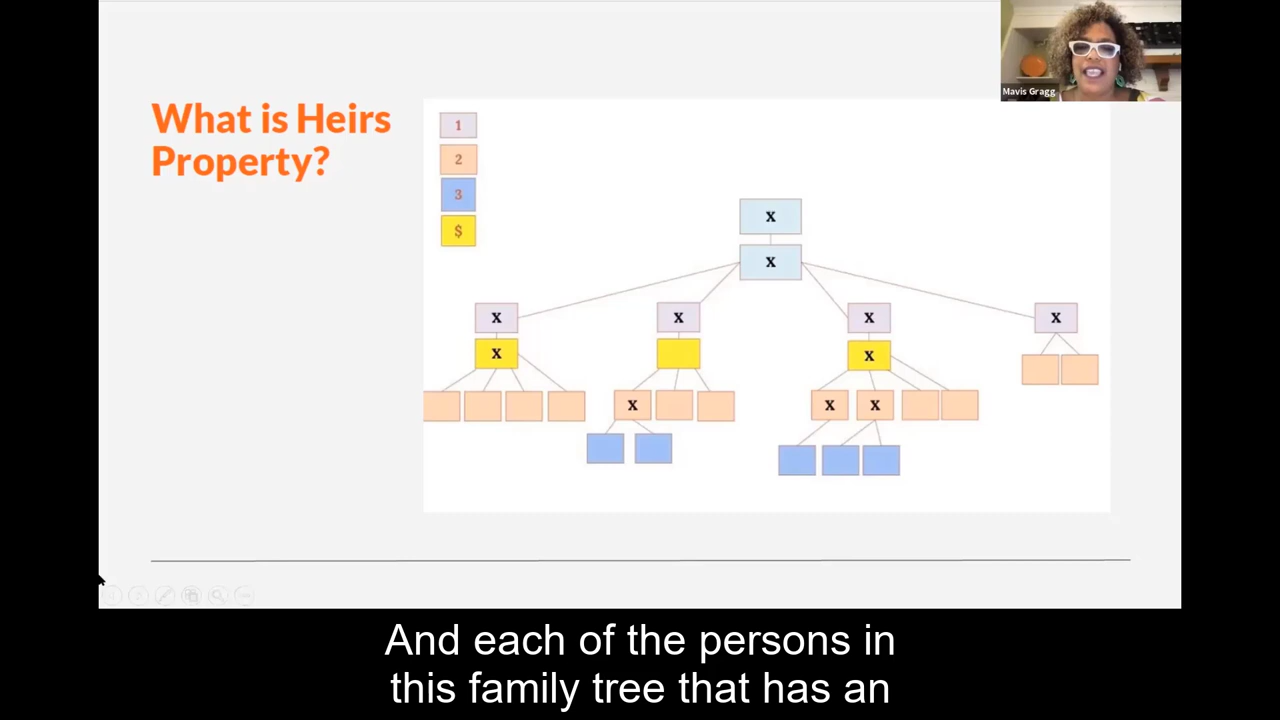 Mavis Gragg
What is Heirs
Property?
1
2
3
$
x
x
x
x
x
x
x
x
x
x
x
And each of the persons in
this family tree that has an